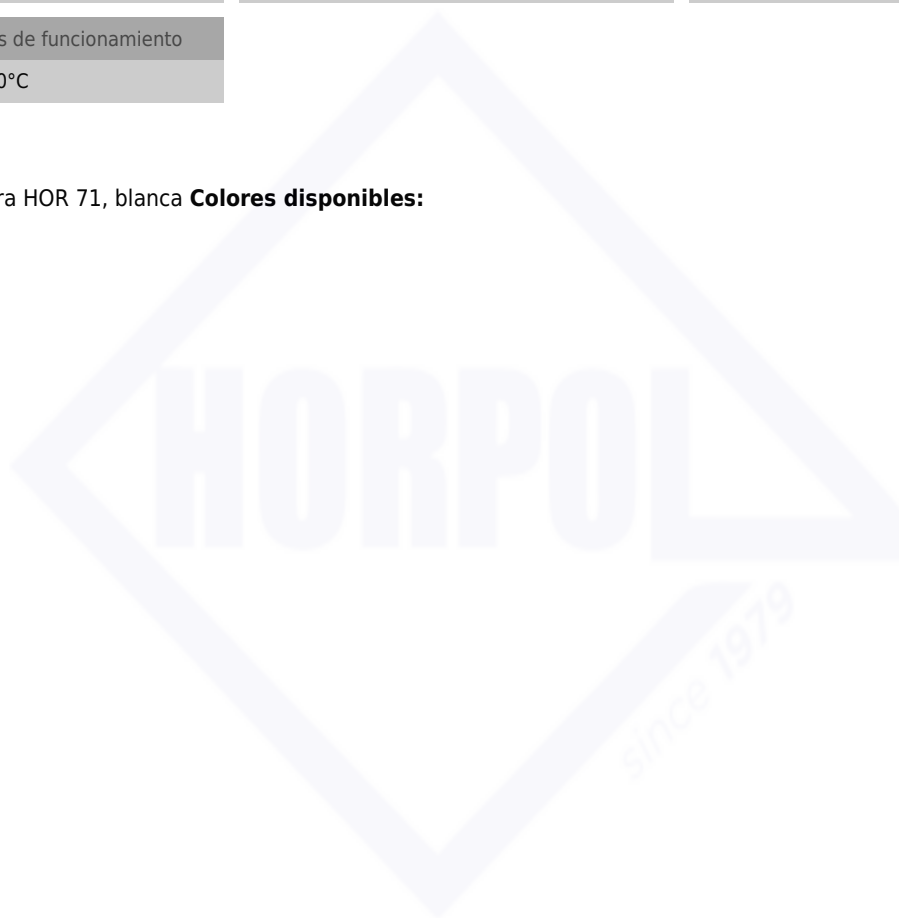 s de funcionamiento
0°C
ra HOR 71, blanca Colores disponibles:
HORPOL
since 1979